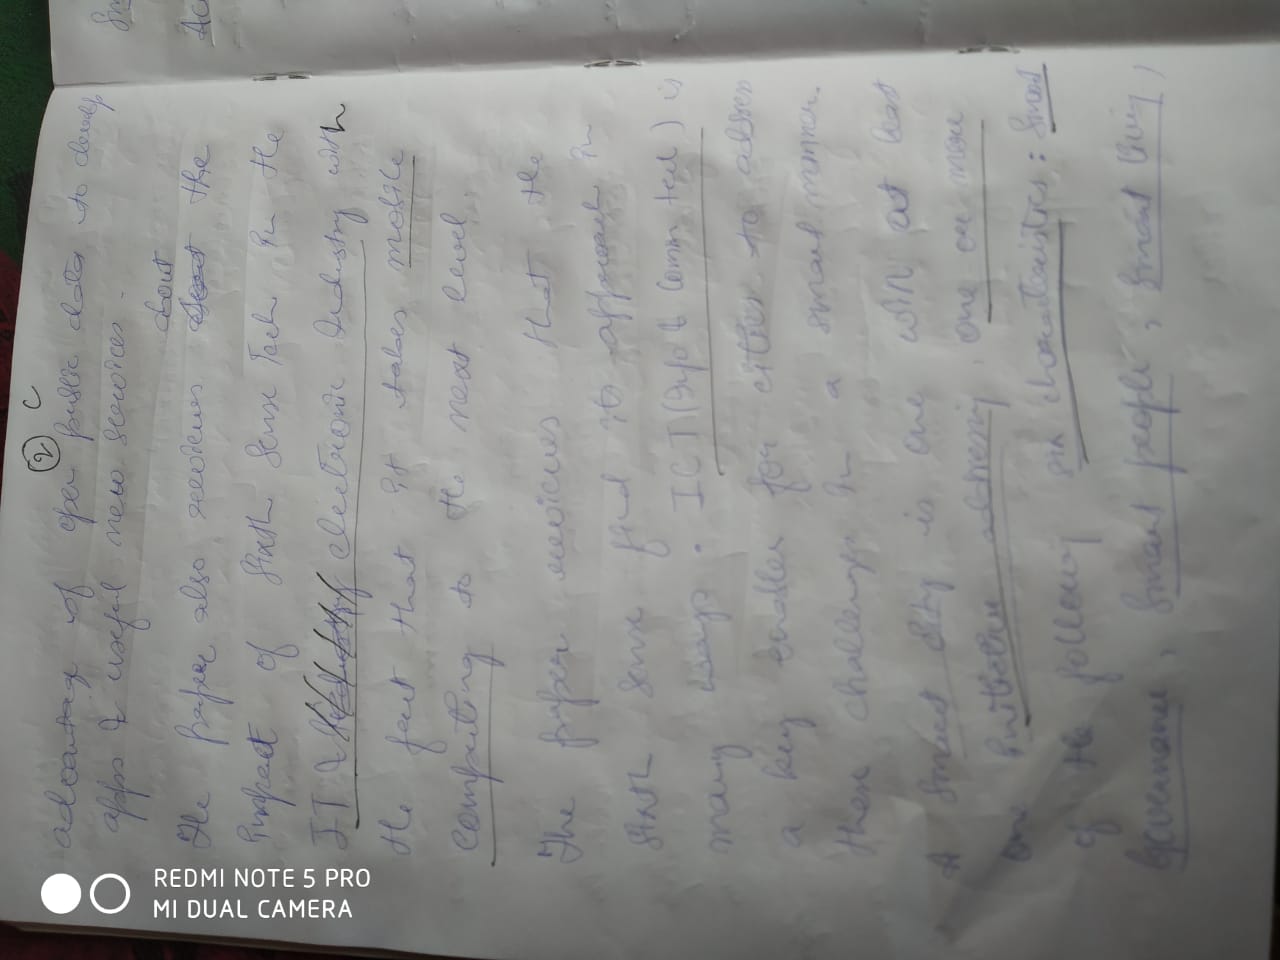 ② C
advantage of open public data to develop
apps & useful new services.
about
The paper also reviews the
impact of Sixth Sense Tech in the
IT & electronic Industry with
the fact that it takes mobile
computing to the next level.
The paper reviews that the
sixth sense find its approach in
many ways. ICT (Info & Comm tech) is
a key enabler for cities to address
these challenges in a smart manner.
A Smart City is one with at least
one initiative addressing one or more
of the following six characteristics: Smart
Governance, Smart people, Smart living,
Sm
Ac
REDMI NOTE 5 PRO
MI DUAL CAMERA